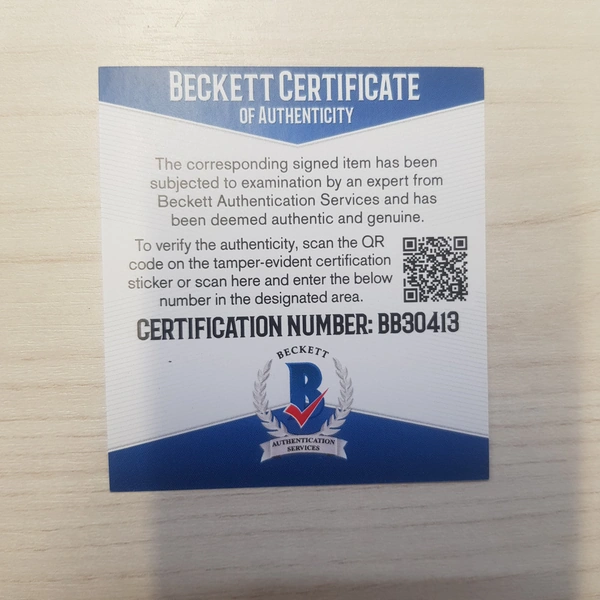 BECKETT CERTIFICATE
OF AUTHENTICITY
The corresponding signed item has been
subjected to examination by an expert from
Beckett Authentication Services and has
been deemed authentic and genuine.
To verify the authenticity, scan the QR
code on the tamper-evident certification
sticker or scan here and enter the below
number in the designated area.
CERTIFICATION NUMBER: BB30413
BECKETT
B
AUTHENTICATION
SERVICES